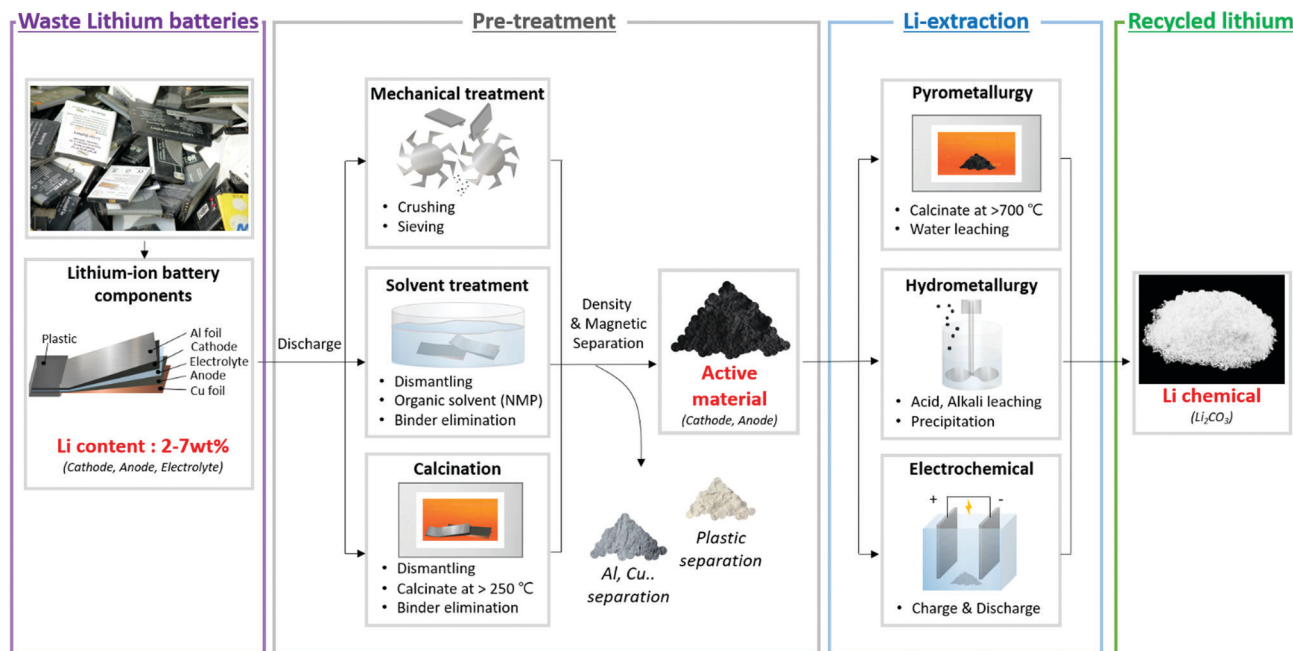 Waste Lithium batteries
Lithium-ion battery
components
Plastic
Al foil
Cathode
Electrolyte
Anode
Cu foil
Li content : 2-7wt%
(Cathode, Anode, Electrolyte)
Discharge
Pre-treatment
Mechanical treatment
• Crushing
• Sieving
Solvent treatment
• Dismantling
• Organic solvent (NMP)
• Binder elimination
Calcination
• Dismantling
• Calcinate at > 250 ℃
• Binder elimination
Density
& Magnetic
Separation
Al, Cu..
separation
Plastic
separation
Active
material
(Cathode, Anode)
Li-extraction
Pyrometallurgy
• Calcinate at >700 ℃
• Water leaching
Hydrometallurgy
• Acid, Alkali leaching
• Precipitation
Electrochemical
+ -
• Charge & Discharge
Recycled lithium
Li chemical
(Li₂CO₃)